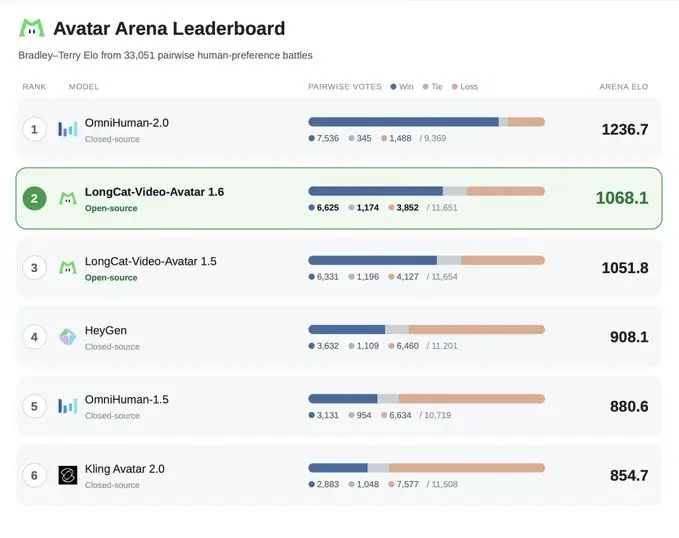 Avatar Arena Leaderboard
Bradley–Terry Elo from 33,051 pairwise human-preference battles
RANK MODEL PAIRWISE VOTES Win Tie Loss ARENA ELO
1 OmniHuman-2.0 1236.7
Closed-source 7,536 345 1,488 / 9,369
2 LongCat-Video-Avatar 1.6 1068.1
Open-source 6,625 1,174 3,852 / 11,651
3 LongCat-Video-Avatar 1.5 1051.8
Open-source 6,331 1,196 4,127 / 11,654
4 HeyGen 908.1
Closed-source 3,632 1,109 6,460 / 11,201
5 OmniHuman-1.5 880.6
Closed-source 3,131 954 6,634 / 10,719
6 Kling Avatar 2.0 854.7
Closed-source 2,883 1,048 7,577 / 11,508